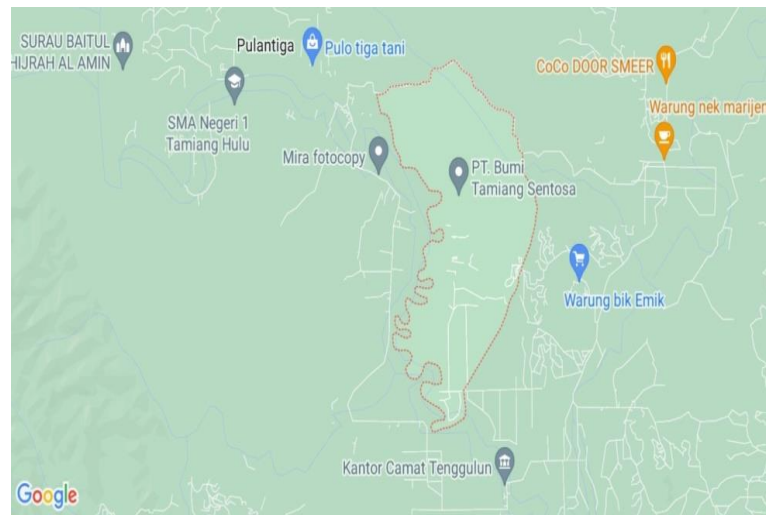 SURAU BAITUL
HIJRAH AL AMIN
Pulantiga
Pulo tiga tani
CoCo DOOR SMEER
SMA Negeri 1
Tamiang Hulu
Warung nek marijem
Mira fotocopy
PT. Bumi
Tamiang Sentosa
Warung bik Emik
Kantor Camat Tenggulun
Google